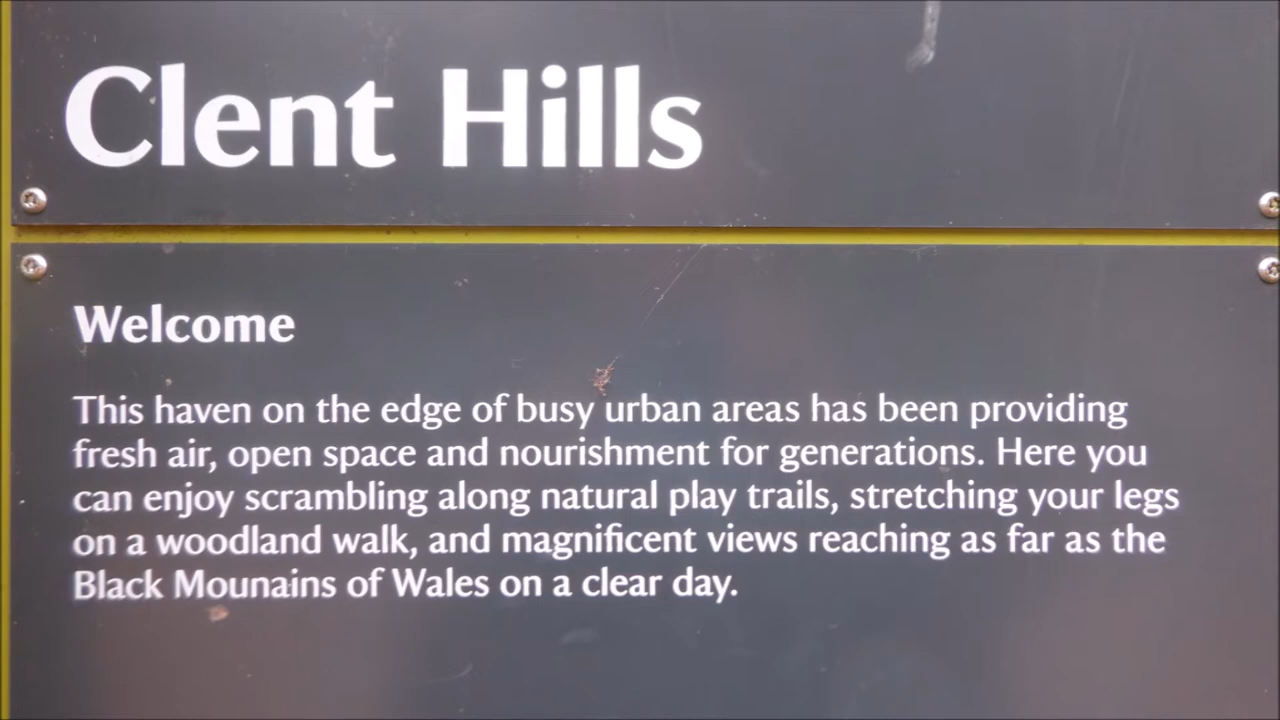 Clent Hills
Welcome
This haven on the edge of busy urban areas has been providing
fresh air, open space and nourishment for generations. Here you
can enjoy scrambling along natural play trails, stretching your legs
on a woodland walk, and magnificent views reaching as far as the
Black Mounains of Wales on a clear day.